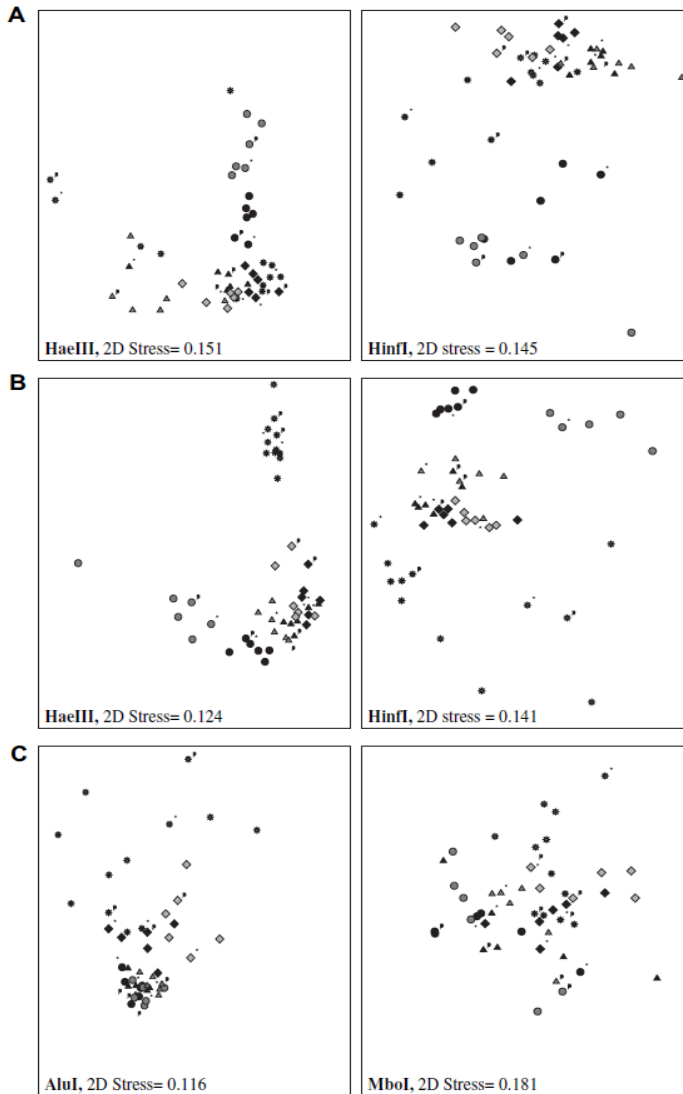 A
HaeIII, 2D Stress= 0.151
HinfI, 2D stress = 0.145
B
HaeIII, 2D Stress= 0.124
HinfI, 2D stress = 0.141
C
AluI, 2D Stress= 0.116
MboI, 2D Stress= 0.181